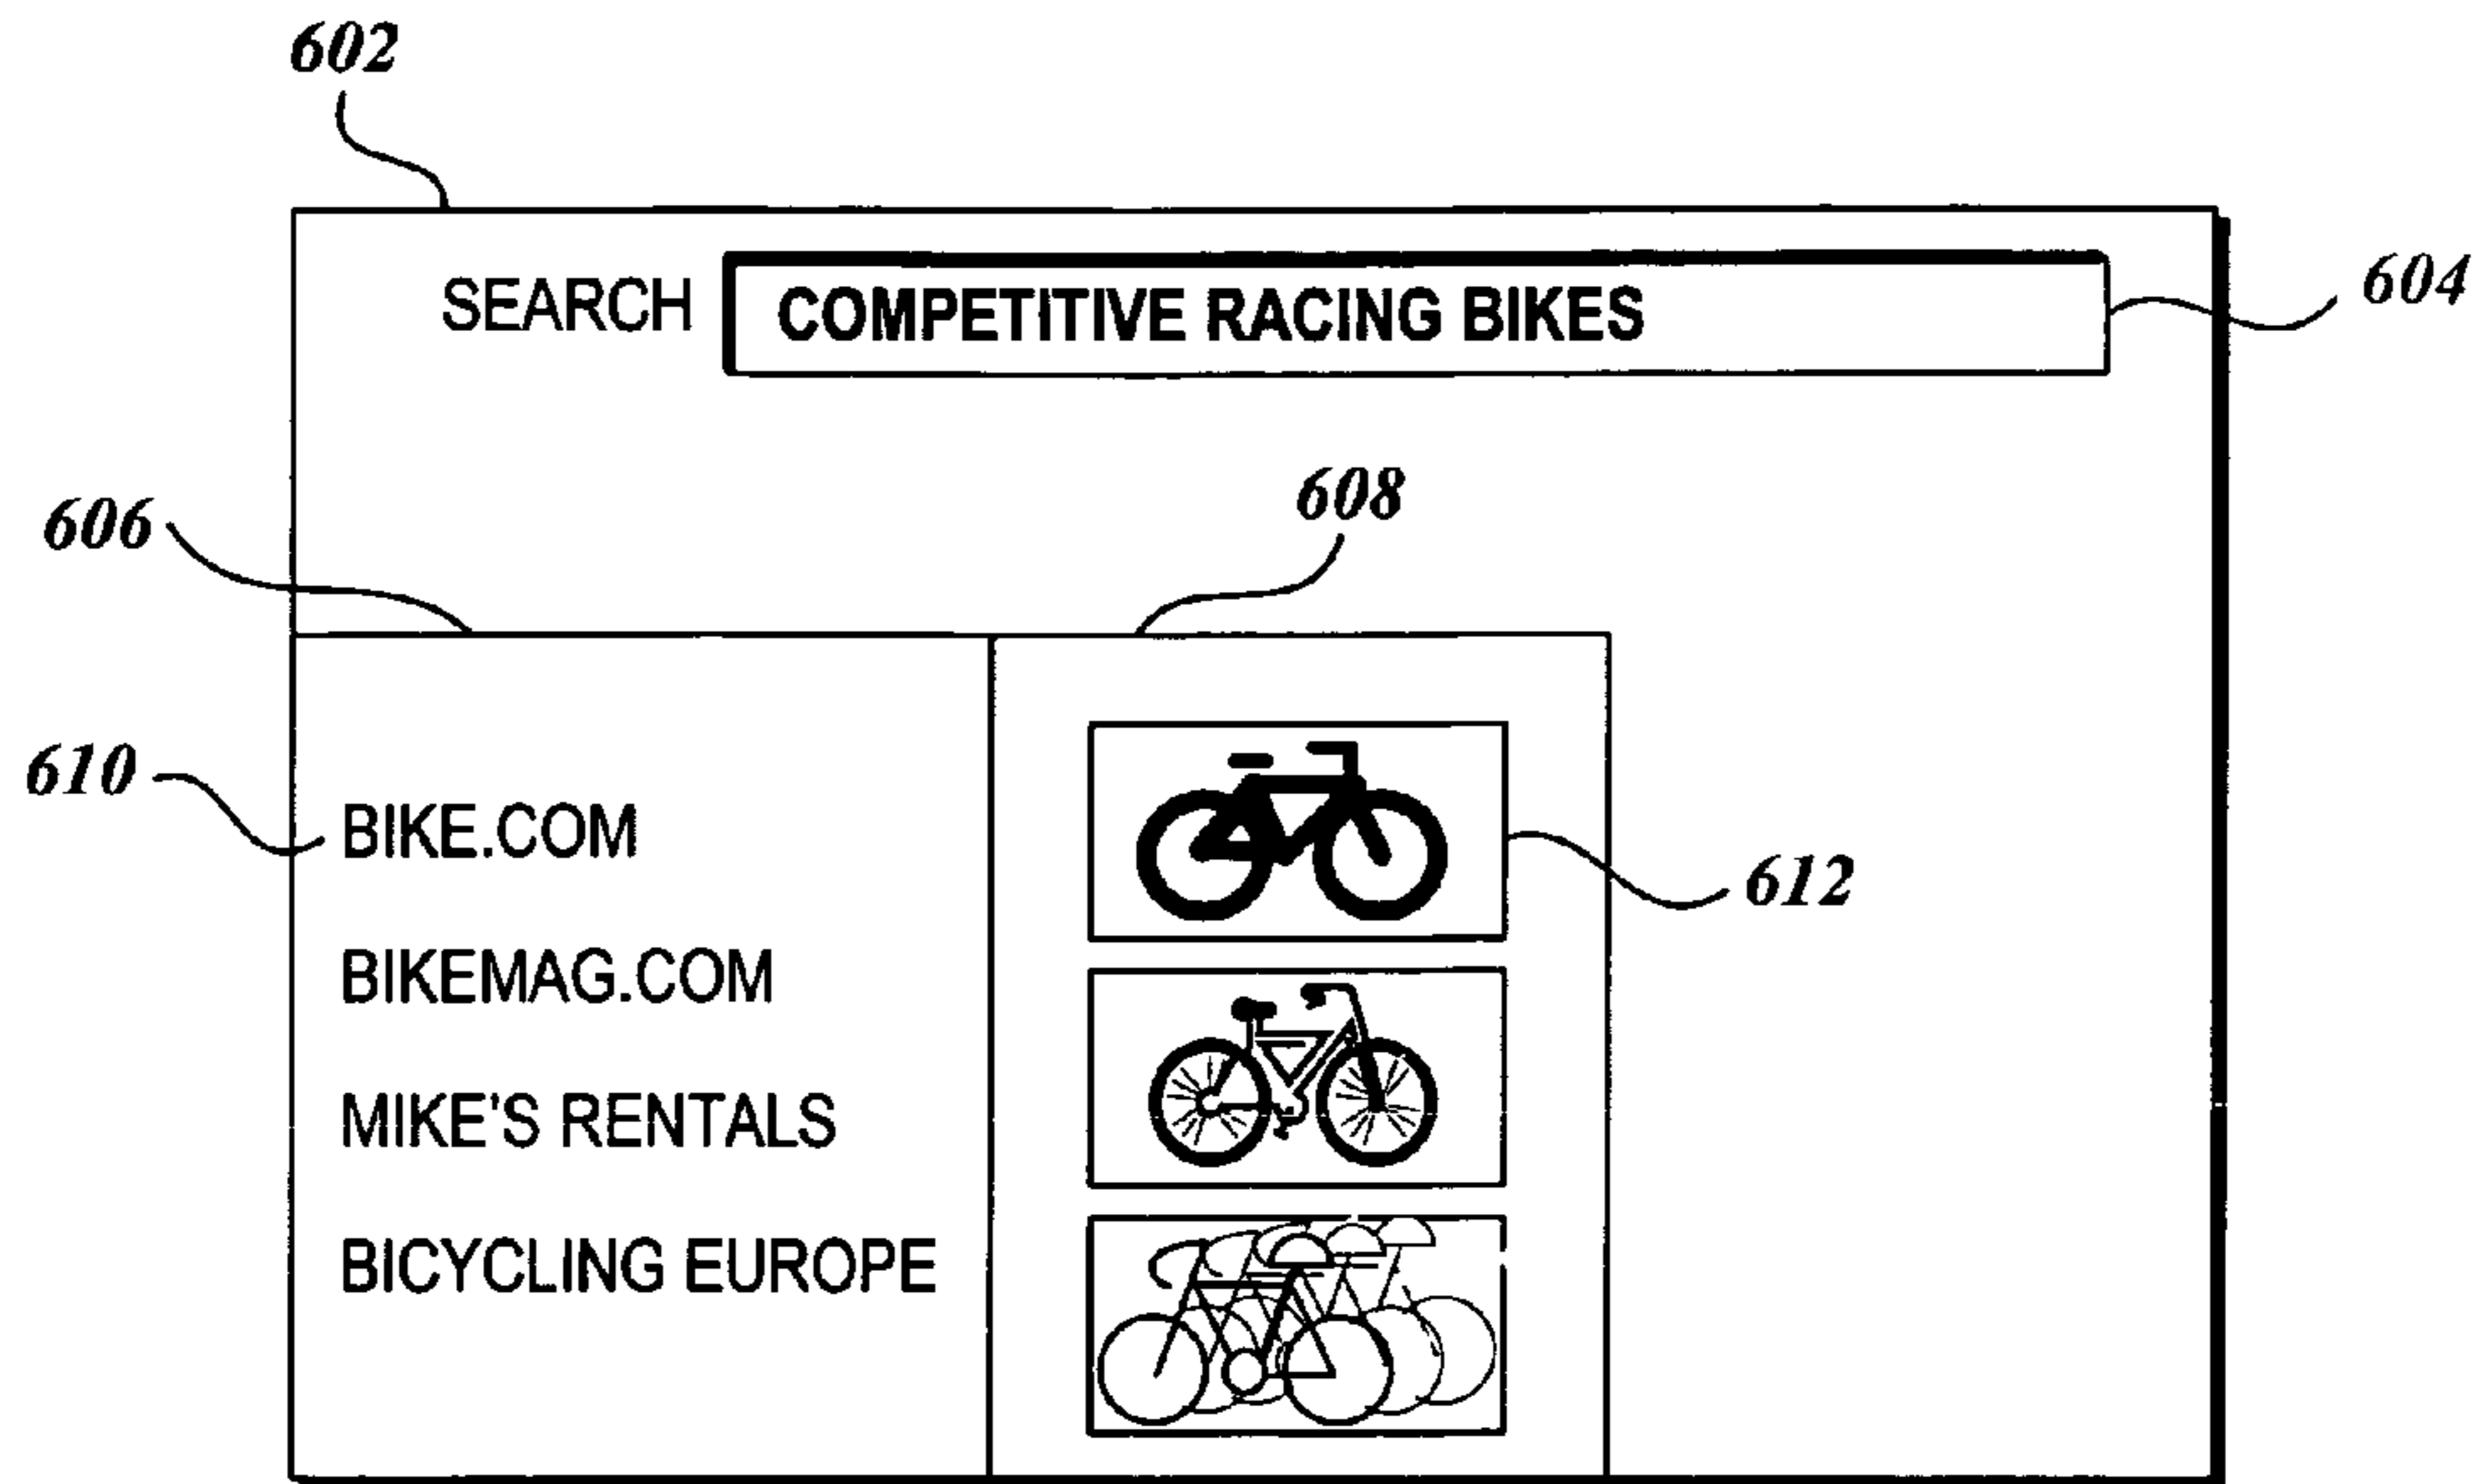 602
SEARCH COMPETITIVE RACING BIKES
604
606
608
610
BIKE.COM
612
BIKEMAG.COM
MIKE'S RENTALS
BICYCLING EUROPE